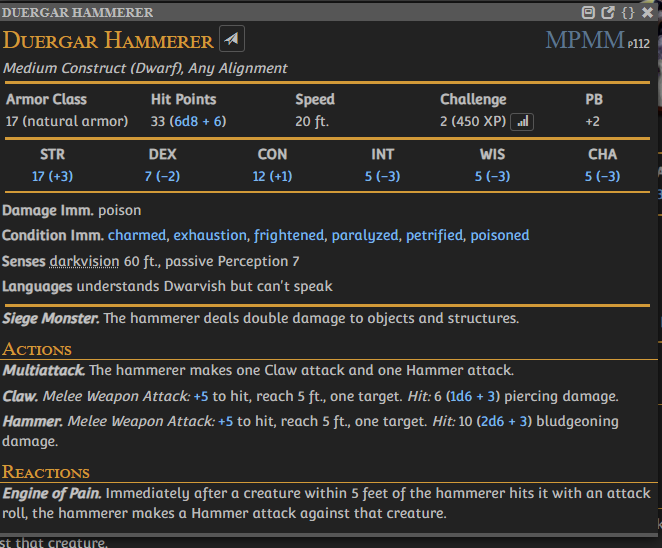 DUERGAR HAMMERER
DUERGAR HAMMERER MPMM P112
Medium Construct (Dwarf), Any Alignment
Armor Class Hit Points Speed Challenge PB
17 (natural armor) 33 (6d8 + 6) 20 ft. 2 (450 XP) +2
STR DEX CON INT WIS CHA
17 (+3) 7 (−2) 12 (+1) 5 (−3) 5 (−3) 5 (−3)
Damage Imm. poison
Condition Imm. charmed, exhaustion, frightened, paralyzed, petrified, poisoned
Senses darkvision 60 ft., passive Perception 7
Languages understands Dwarvish but can't speak
Siege Monster. The hammerer deals double damage to objects and structures.
ACTIONS
Multiattack. The hammerer makes one Claw attack and one Hammer attack.
Claw. Melee Weapon Attack: +5 to hit, reach 5 ft., one target. Hit: 6 (1d6 + 3) piercing damage.
Hammer. Melee Weapon Attack: +5 to hit, reach 5 ft., one target. Hit: 10 (2d6 + 3) bludgeoning
damage.
REACTIONS
Engine of Pain. Immediately after a creature within 5 feet of the hammerer hits it with an attack
roll, the hammerer makes a Hammer attack against that creature.
st that creature.